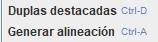 Duplas destacadas Ctrl-D
Generar alineación Ctrl-A